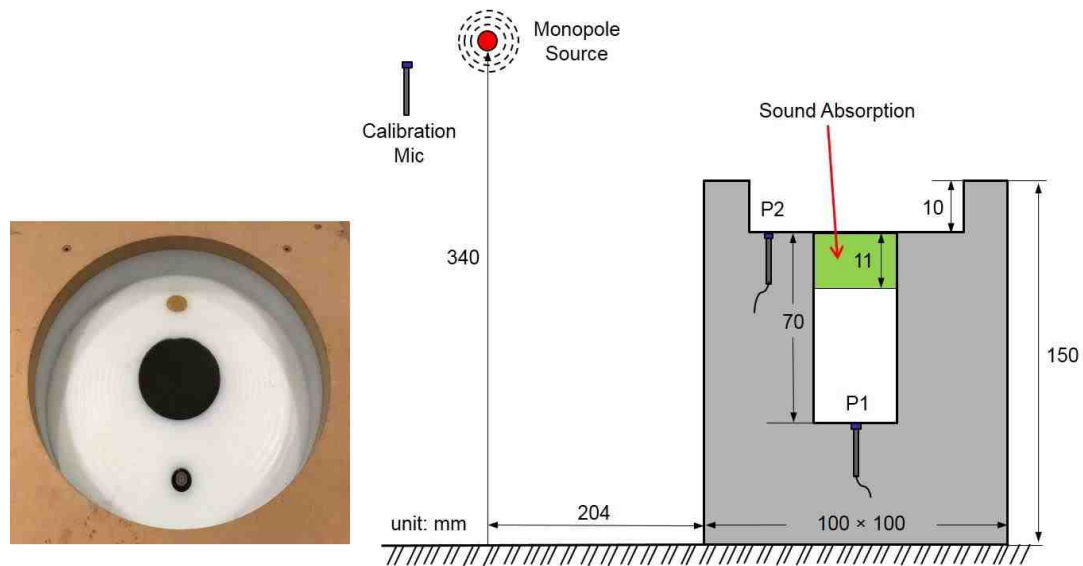 Monopole
Source
Calibration
Mic
Sound Absorption
P2
10
11
340
70
150
P1
204
unit: mm
100 × 100